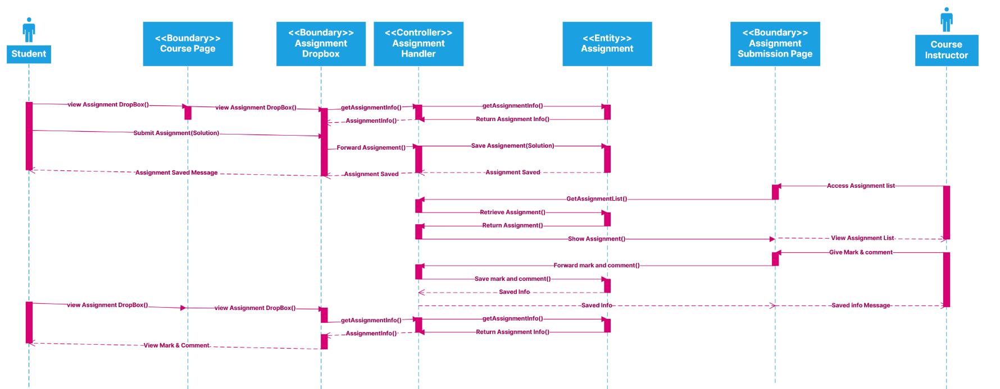 Student
<<Boundary>>
Course Page
<<Boundary>>
Assignment
Dropbox
<<Controller>>
Assignment
Handler
<<Entity>>
Assignment
<<Boundary>>
Assignment
Submission Page
Course
Instructor
view Assignment DropBox()
view Assignment DropBox()
getAssignmentInfo()
getAssignmentInfo()
AssignmentInfo()
Return Assignment Info()
Submit Assignment(Solution)
Forward Assignement()
Save Assignement(Solution)
Assignment Saved Message
Assignment Saved
Assignment Saved
Access Assignment list
GetAssignmentList()
Retrieve Assignment()
Return Assignment()
Show Assignment()
View Assignment List
Give Mark & comment
Forward mark and comment()
Save mark and comment()
Saved Info
view Assignment DropBox()
view Assignment DropBox()
Saved Info
Saved info Message
getAssignmentInfo()
getAssignmentInfo()
AssignmentInfo()
Return Assignment Info()
View Mark & Comment